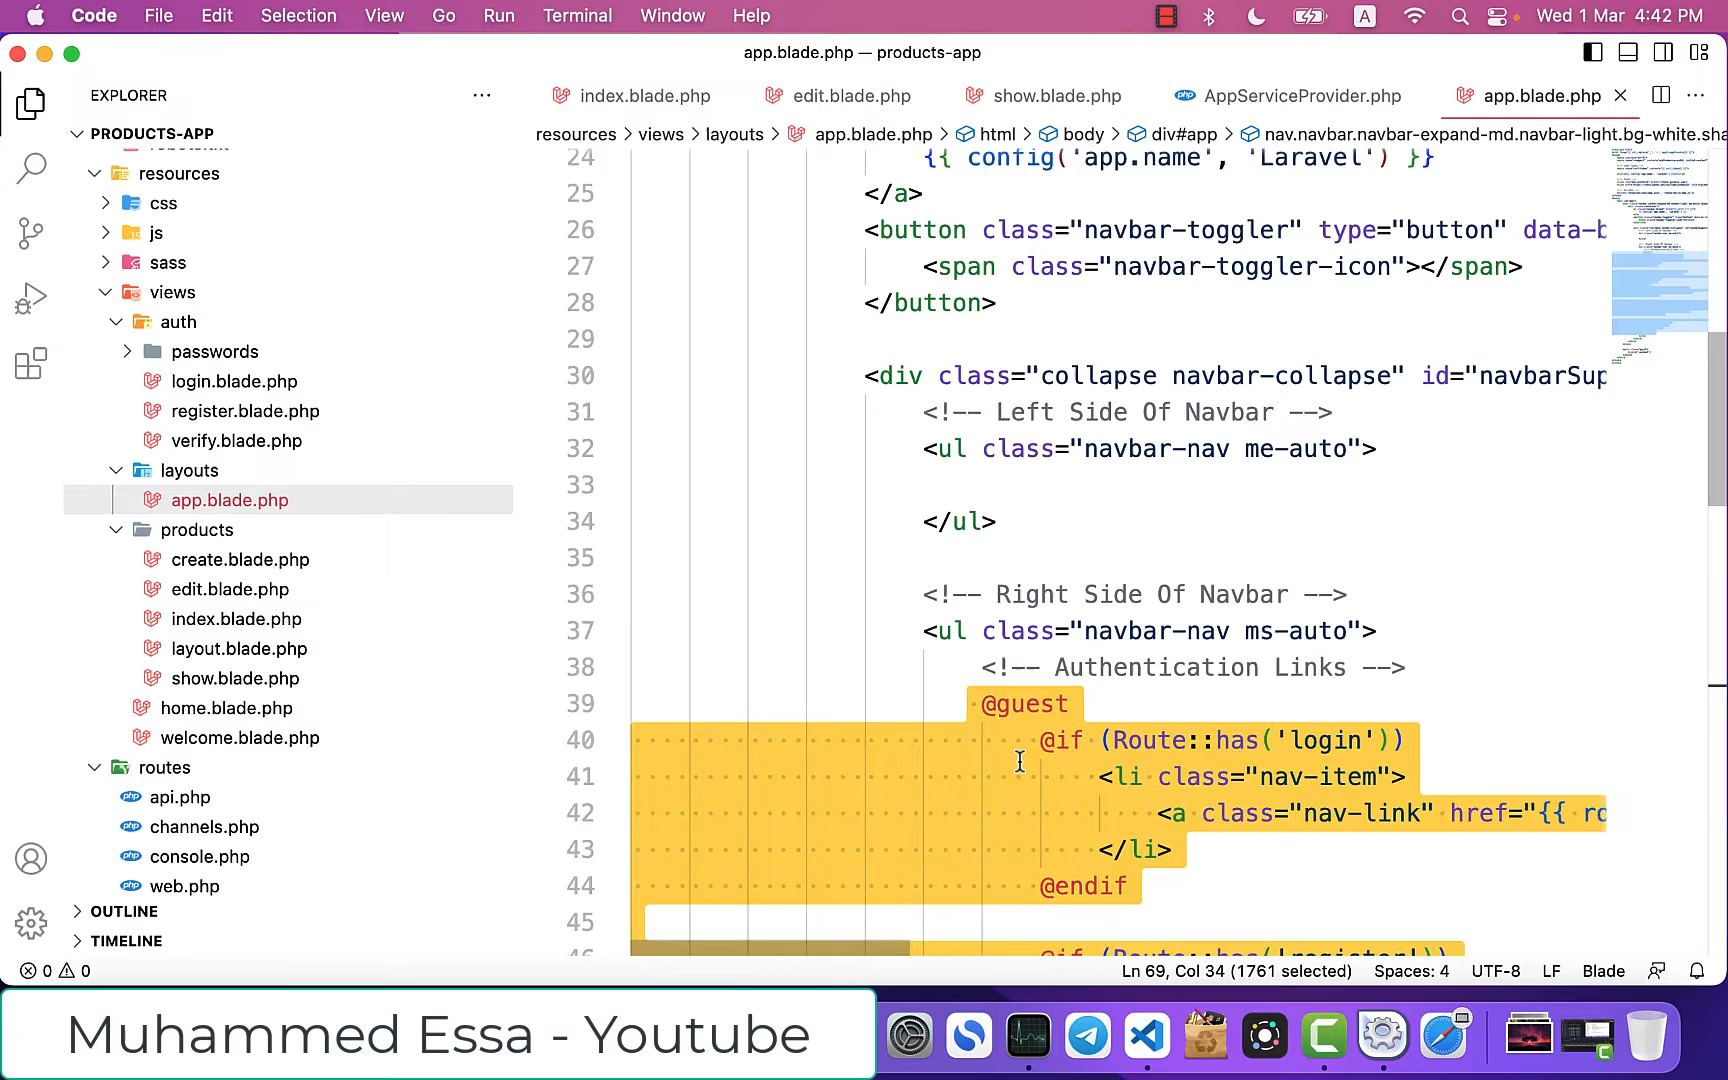 Code File Edit Selection View Go Run Terminal Window Help
A Wed 1 Mar 4:42 PM
app.blade.php — products-app
EXPLORER ···
index.blade.php edit.blade.php show.blade.php AppServiceProvider.php app.blade.php
PRODUCTS-APP
resources > views > layouts > app.blade.php > html > body > div#app > nav.navbar.navbar-expand-md.navbar-light.bg-white.sha
resources
css
js
sass
views
auth
passwords
login.blade.php
register.blade.php
verify.blade.php
layouts
app.blade.php
products
create.blade.php
edit.blade.php
index.blade.php
layout.blade.php
show.blade.php
home.blade.php
welcome.blade.php
routes
api.php
channels.php
console.php
web.php
OUTLINE
TIMELINE
24 {{ config('app.name', 'Laravel') }}
25 </a>
26 <button class="navbar-toggler" type="button" data-b
27 <span class="navbar-toggler-icon"></span>
28 </button>
29
30 <div class="collapse navbar-collapse" id="navbarSup
31 <!-- Left Side Of Navbar -->
32 <ul class="navbar-nav me-auto">
33
34 </ul>
35
36 <!-- Right Side Of Navbar -->
37 <ul class="navbar-nav ms-auto">
38 <!-- Authentication Links -->
39 @guest
40 @if (Route::has('login'))
41 <li class="nav-item">
42 <a class="nav-link" href="{{ ro
43 </li>
44 @endif
45
46 @if (Route::has('register'))
0 0
Ln 69, Col 34 (1761 selected) Spaces: 4 UTF-8 LF Blade
Muhammed Essa - Youtube